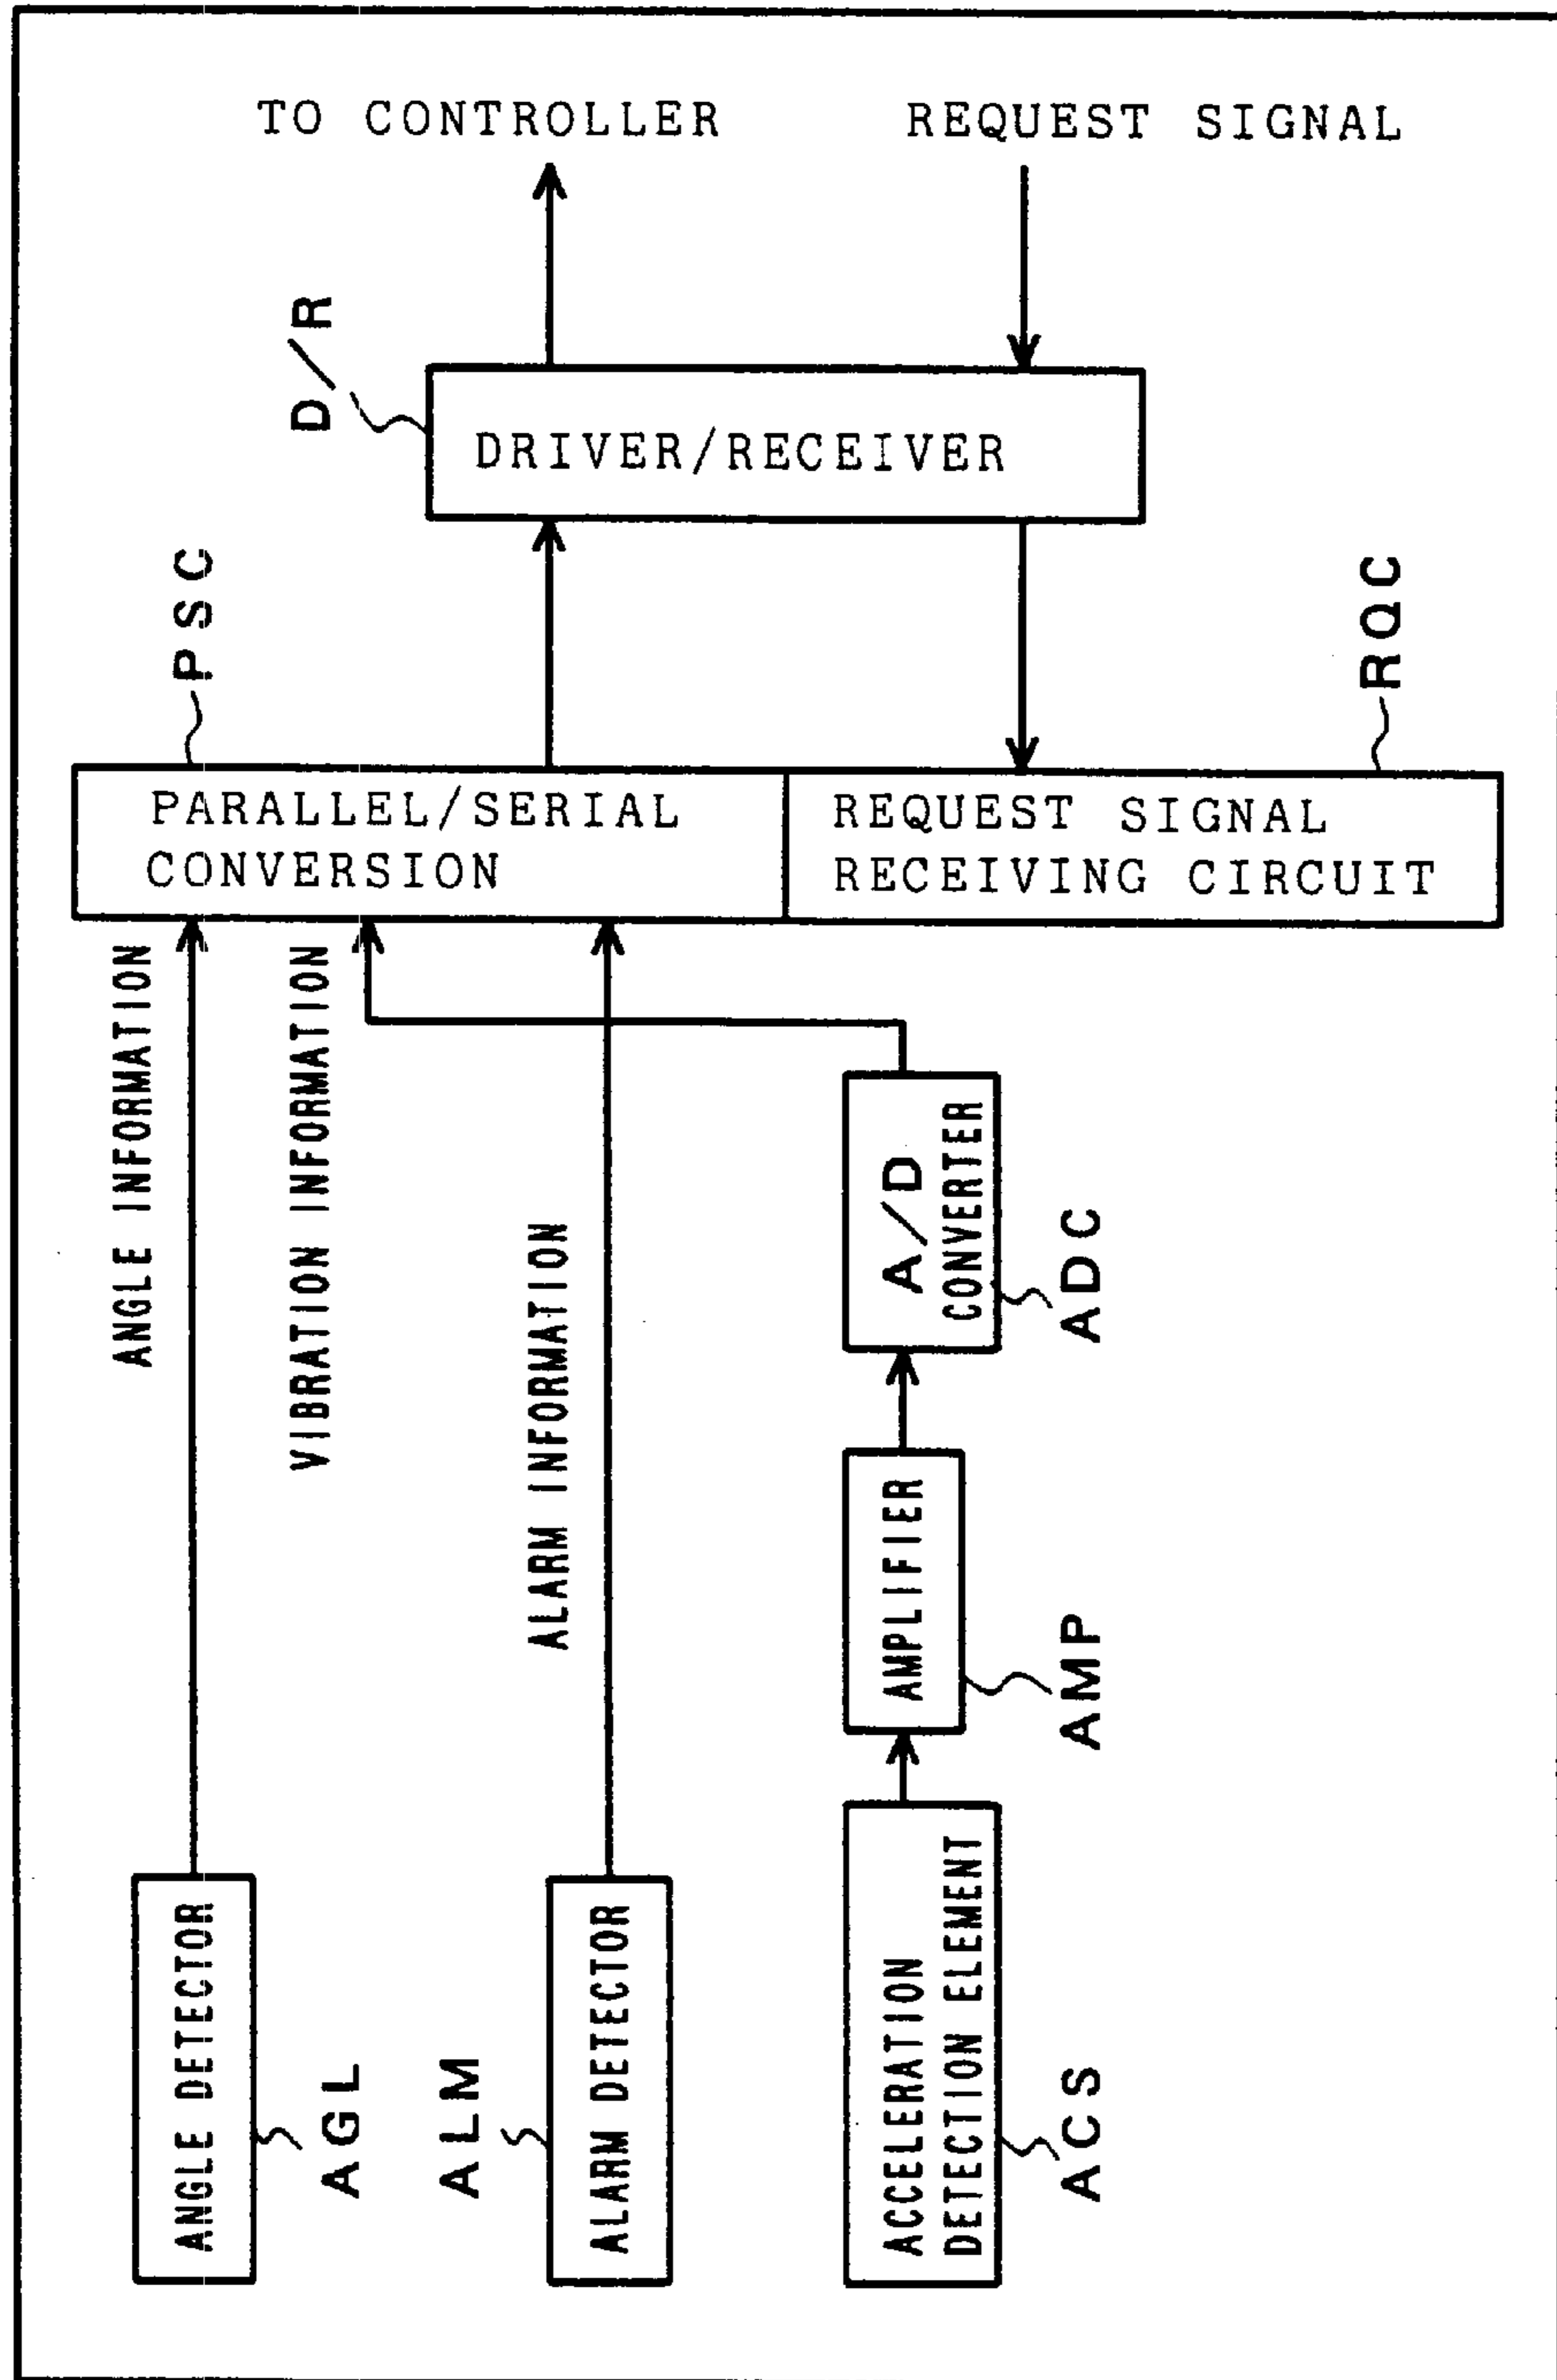 TO CONTROLLER
REQUEST SIGNAL
D/R
DRIVER/RECEIVER
PSC
RQC
PARALLEL/SERIAL
CONVERSION
REQUEST SIGNAL
RECEIVING CIRCUIT
ANGLE INFORMATION
VIBRATION INFORMATION
ALARM INFORMATION
A/D
CONVERTER
ADC
AMPLIFIER
AMP
ANGLE DETECTOR
AGL
ALM
ALARM DETECTOR
ACCELERATION
DETECTION ELEMENT
ACS